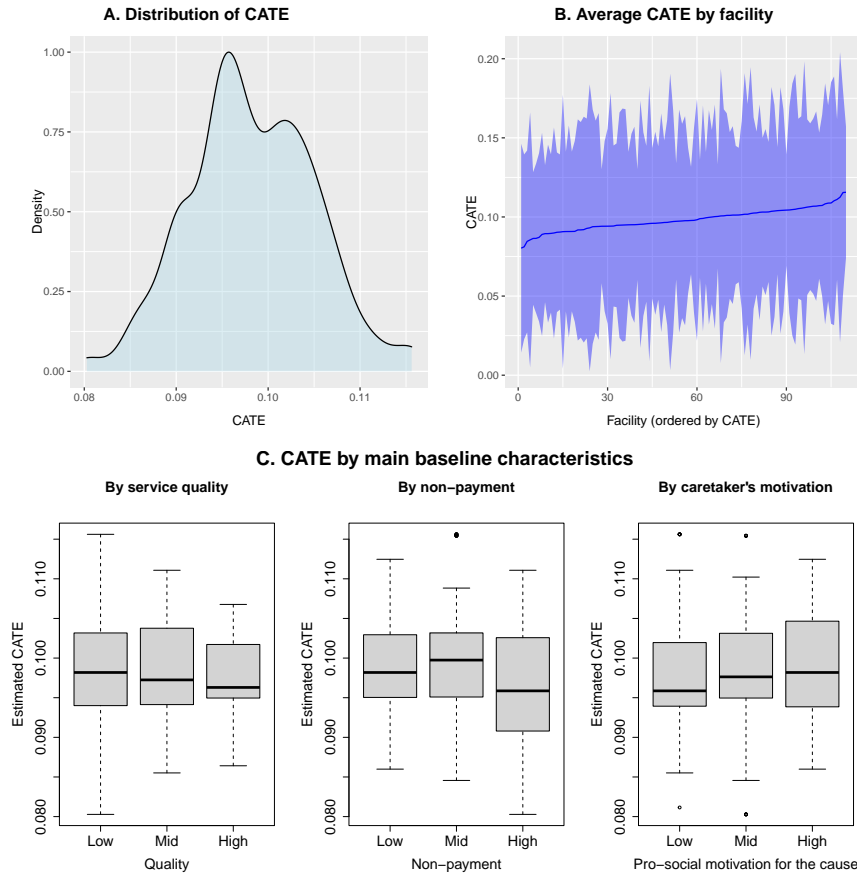 A. Distribution of CATE
1.00
0.75
0.50
0.25
0.00
Density
0.08 0.09 0.10 0.11
CATE
B. Average CATE by facility
0.20
0.15
0.10
0.05
0.00
CATE
0 30 60 90
Facility (ordered by CATE)
C. CATE by main baseline characteristics
By service quality
Estimated CATE
0.110
0.100
0.090
0.080
Low Mid High
Quality
By non−payment
Estimated CATE
0.110
0.100
0.090
0.080
Low Mid High
Non−payment
By caretaker's motivation
Estimated CATE
0.110
0.100
0.090
0.080
Low Mid High
Pro−social motivation for the cause